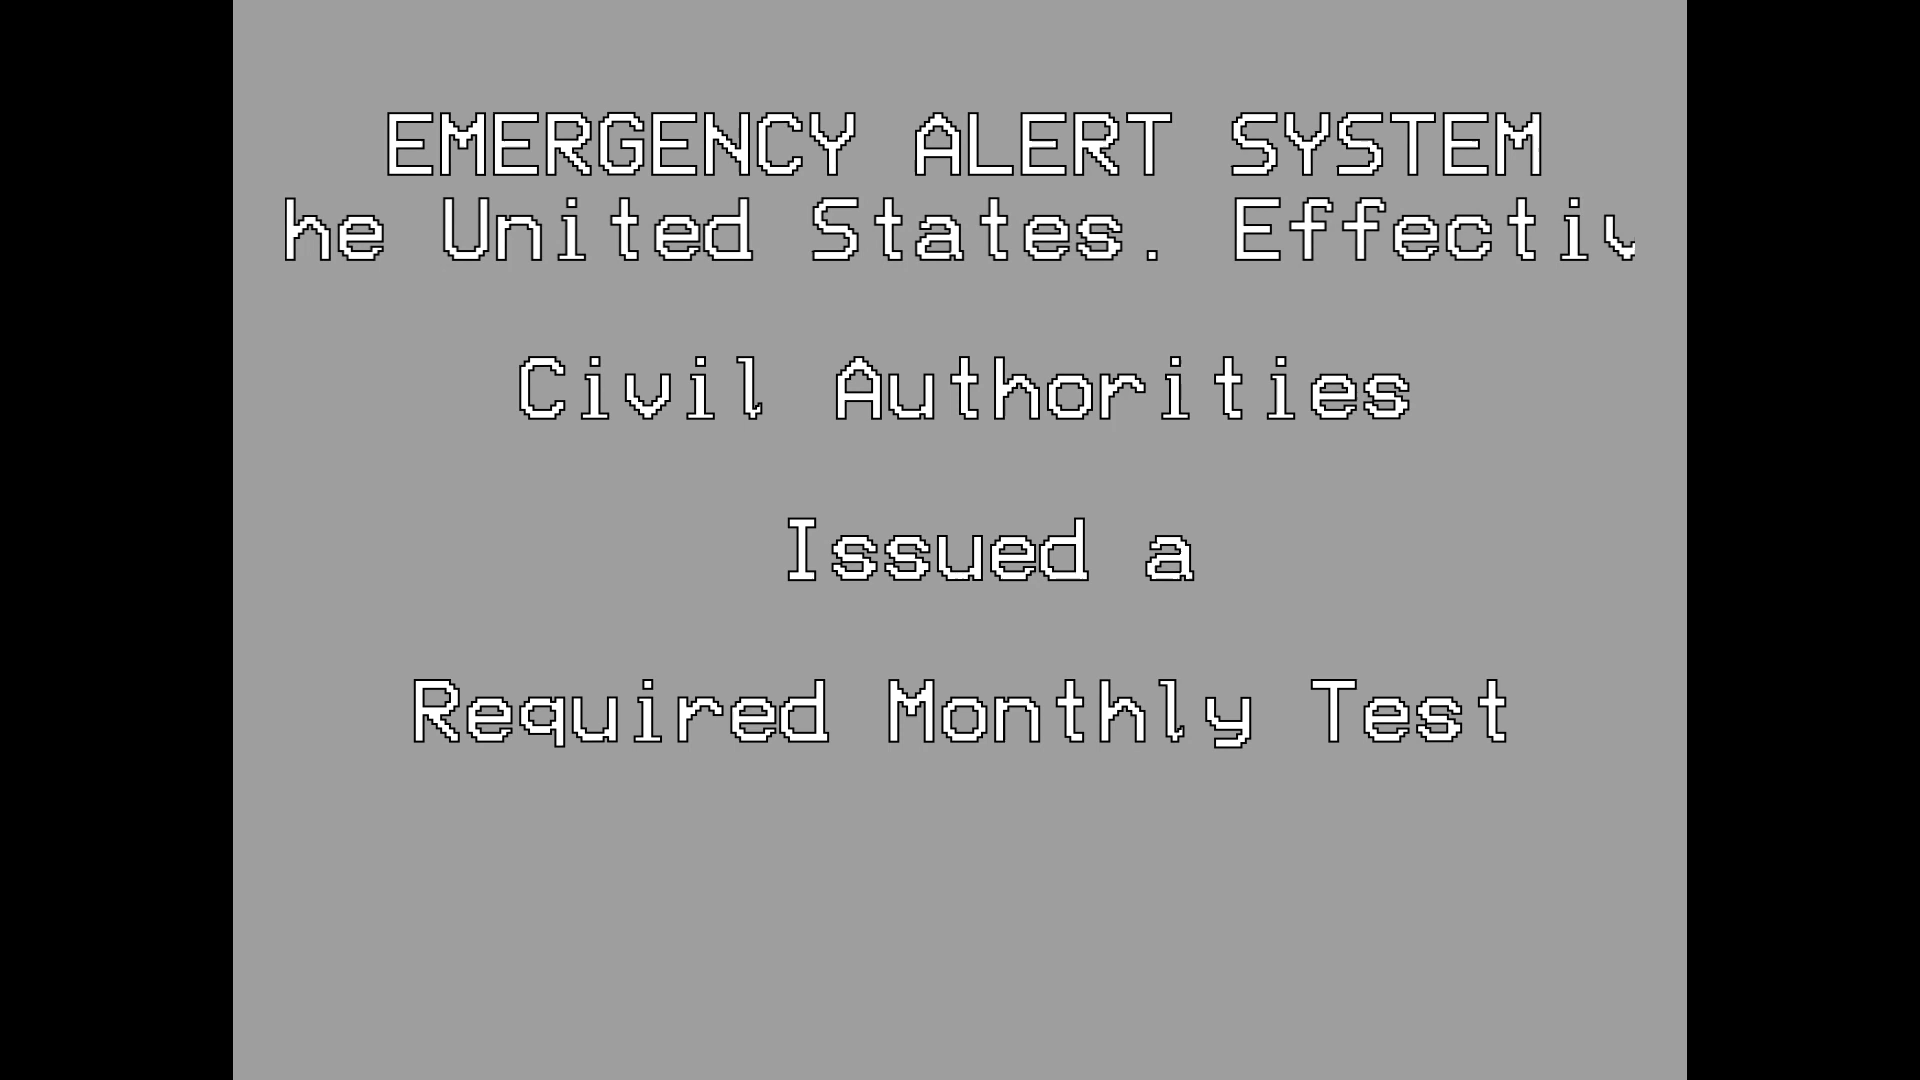 EMERGENCY ALERT SYSTEM
he United States. Effectiv
Civil Authorities
Issued a
Required Monthly Test